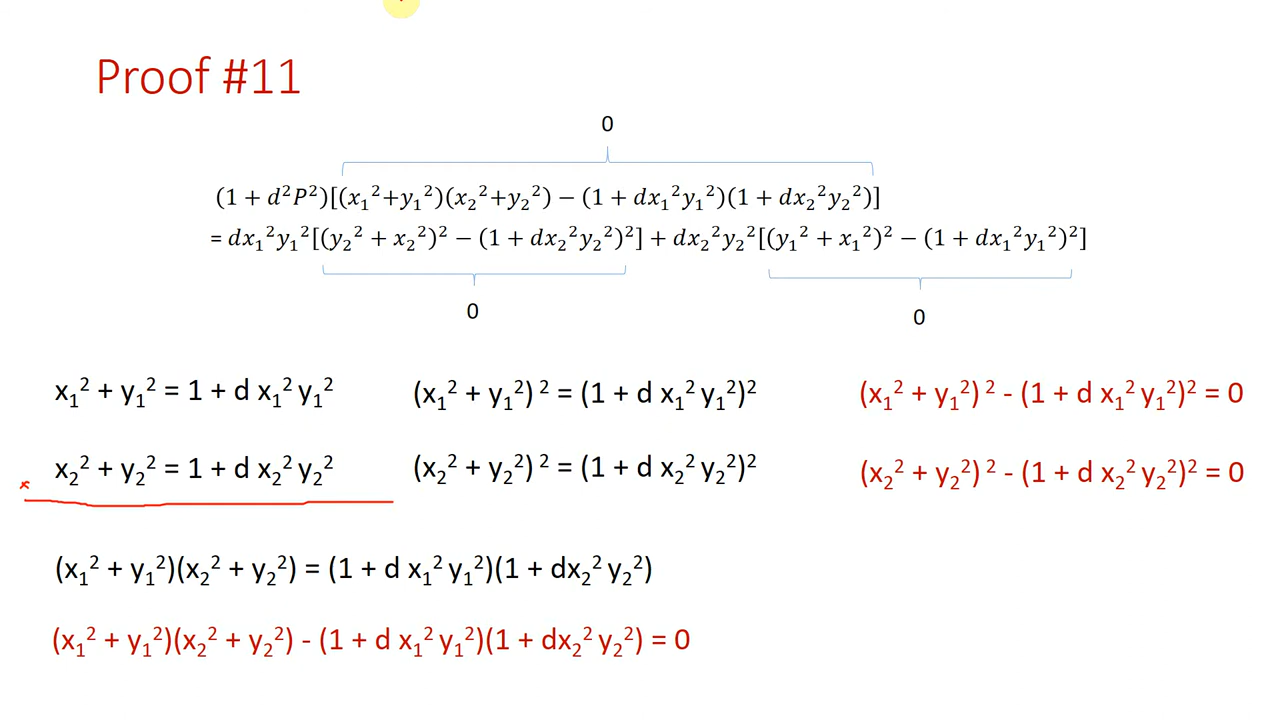 Proof #11
0
(1 + d²P²)[(x₁²+y₁²)(x₂²+y₂²) − (1 + dx₁²y₁²)(1 + dx₂²y₂²)]
= dx₁²y₁²[(y₂² + x₂²)² − (1 + dx₂²y₂²)²] + dx₂²y₂²[(y₁² + x₁²)² − (1 + dx₁²y₁²)²]
0 0
x₁² + y₁² = 1 + d x₁² y₁² (x₁² + y₁²) ² = (1 + d x₁² y₁²)² (x₁² + y₁²) ² - (1 + d x₁² y₁²)² = 0
x x₂² + y₂² = 1 + d x₂² y₂² (x₂² + y₂²) ² = (1 + d x₂² y₂²)² (x₂² + y₂²) ² - (1 + d x₂² y₂²)² = 0
(x₁² + y₁²)(x₂² + y₂²) = (1 + d x₁² y₁²)(1 + dx₂² y₂²)
(x₁² + y₁²)(x₂² + y₂²) - (1 + d x₁² y₁²)(1 + dx₂² y₂²) = 0